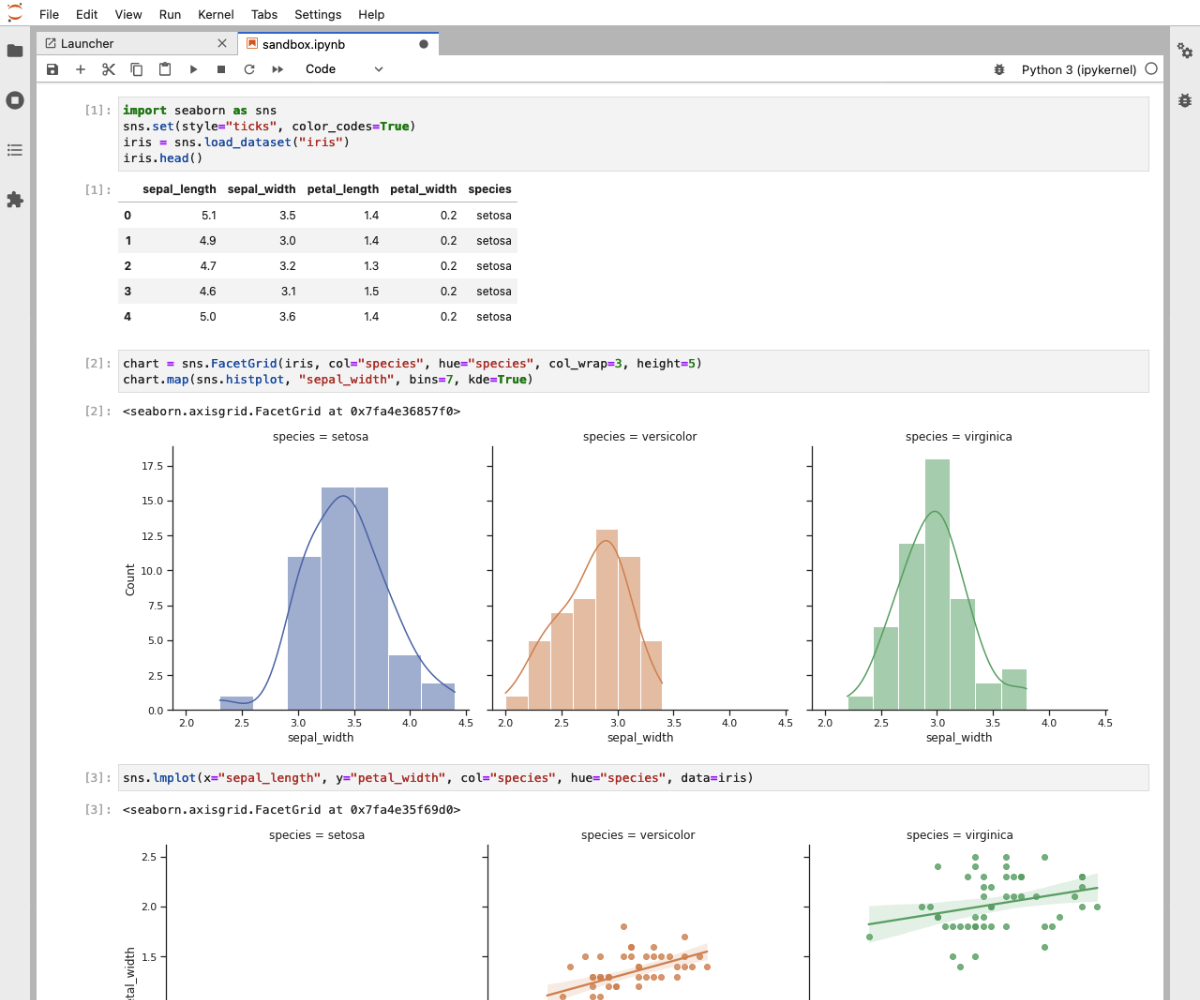 File Edit View Run Kernel Tabs Settings Help
Launcher
sandbox.ipynb
Code
Python 3 (ipykernel)
[1]: import seaborn as sns
sns.set(style="ticks", color_codes=True)
iris = sns.load_dataset("iris")
iris.head()
[1]: sepal_length sepal_width petal_length petal_width species
0 5.1 3.5 1.4 0.2 setosa
1 4.9 3.0 1.4 0.2 setosa
2 4.7 3.2 1.3 0.2 setosa
3 4.6 3.1 1.5 0.2 setosa
4 5.0 3.6 1.4 0.2 setosa
[2]: chart = sns.FacetGrid(iris, col="species", hue="species", col_wrap=3, height=5)
chart.map(sns.histplot, "sepal_width", bins=7, kde=True)
[2]: <seaborn.axisgrid.FacetGrid at 0x7fa4e36857f0>
species = setosa species = versicolor species = virginica
17.5
15.0
12.5
10.0
7.5
5.0
2.5
0.0
Count
2.0 2.5 3.0 3.5 4.0 4.5 2.0 2.5 3.0 3.5 4.0 4.5 2.0 2.5 3.0 3.5 4.0 4.5
sepal_width sepal_width sepal_width
[3]: sns.lmplot(x="sepal_length", y="petal_width", col="species", hue="species", data=iris)
[3]: <seaborn.axisgrid.FacetGrid at 0x7fa4e35f69d0>
species = setosa species = versicolor species = virginica
2.5
2.0
1.5
etal_width